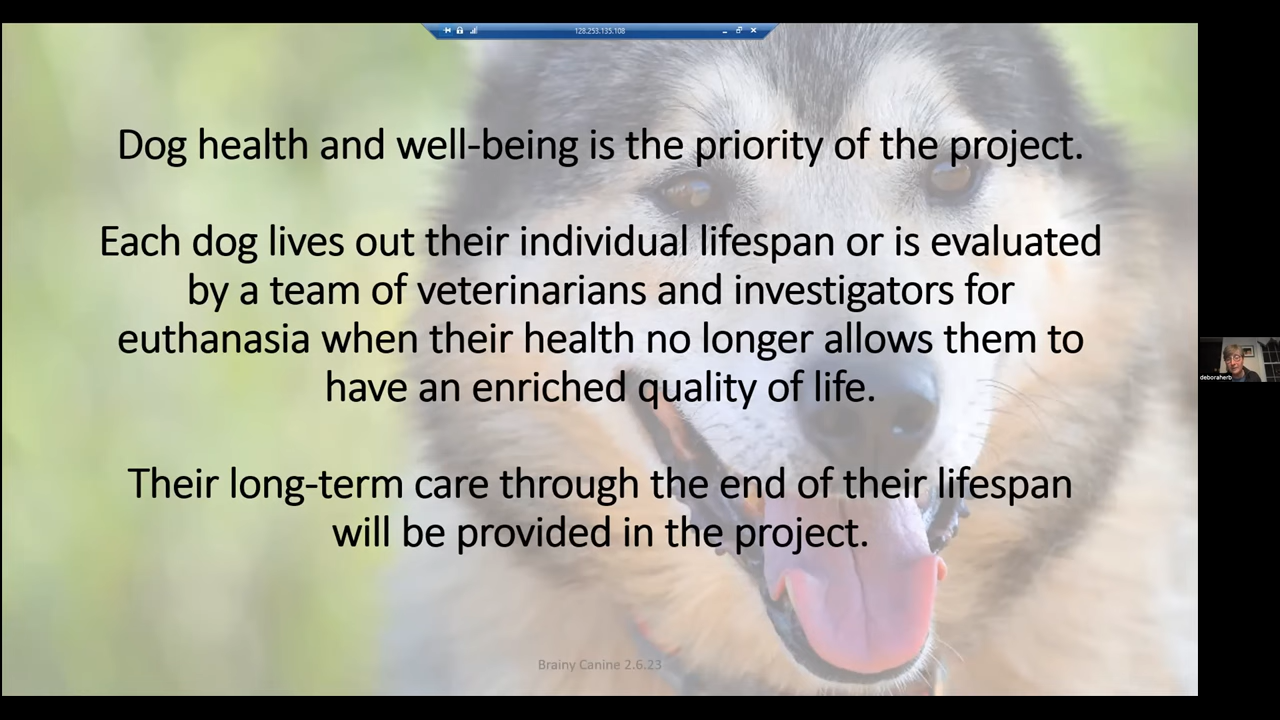 128.253.135.108
Dog health and well-being is the priority of the project.
Each dog lives out their individual lifespan or is evaluated
by a team of veterinarians and investigators for
euthanasia when their health no longer allows them to
have an enriched quality of life.
Their long-term care through the end of their lifespan
will be provided in the project.
deboraherb
Brainy Canine 2.6.23